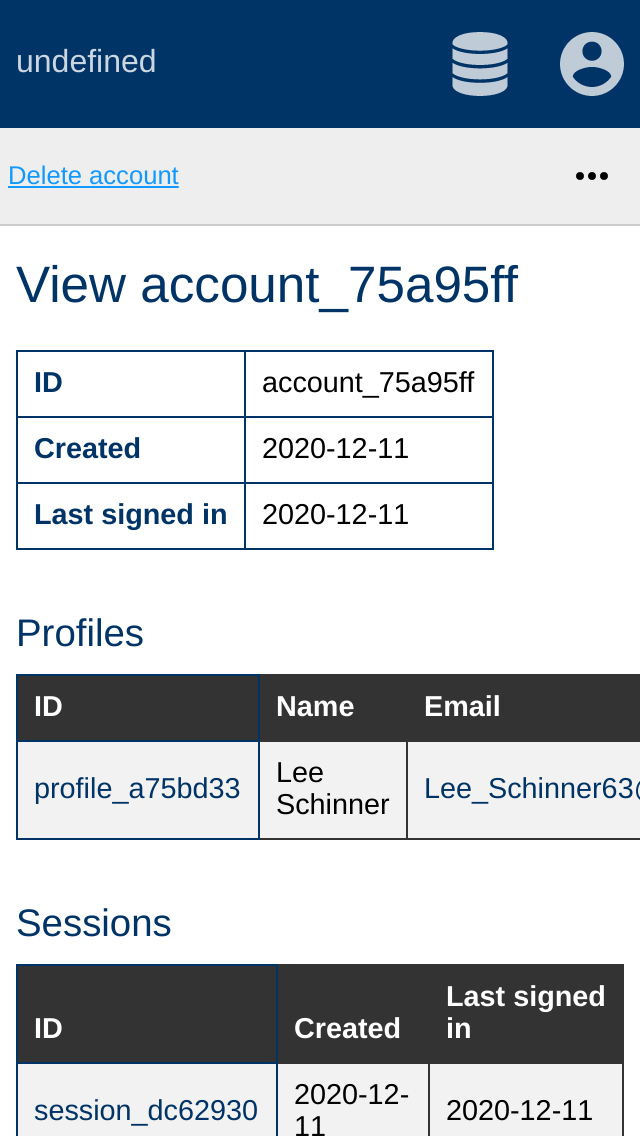 undefined
Delete account
View account_75a95ff
ID account_75a95ff
Created 2020-12-11
Last signed in 2020-12-11
Profiles
ID Name Email
profile_a75bd33 Lee Schinner Lee_Schinner63@
Sessions
ID Created Last signed in
session_dc62930 2020-12-11 2020-12-11